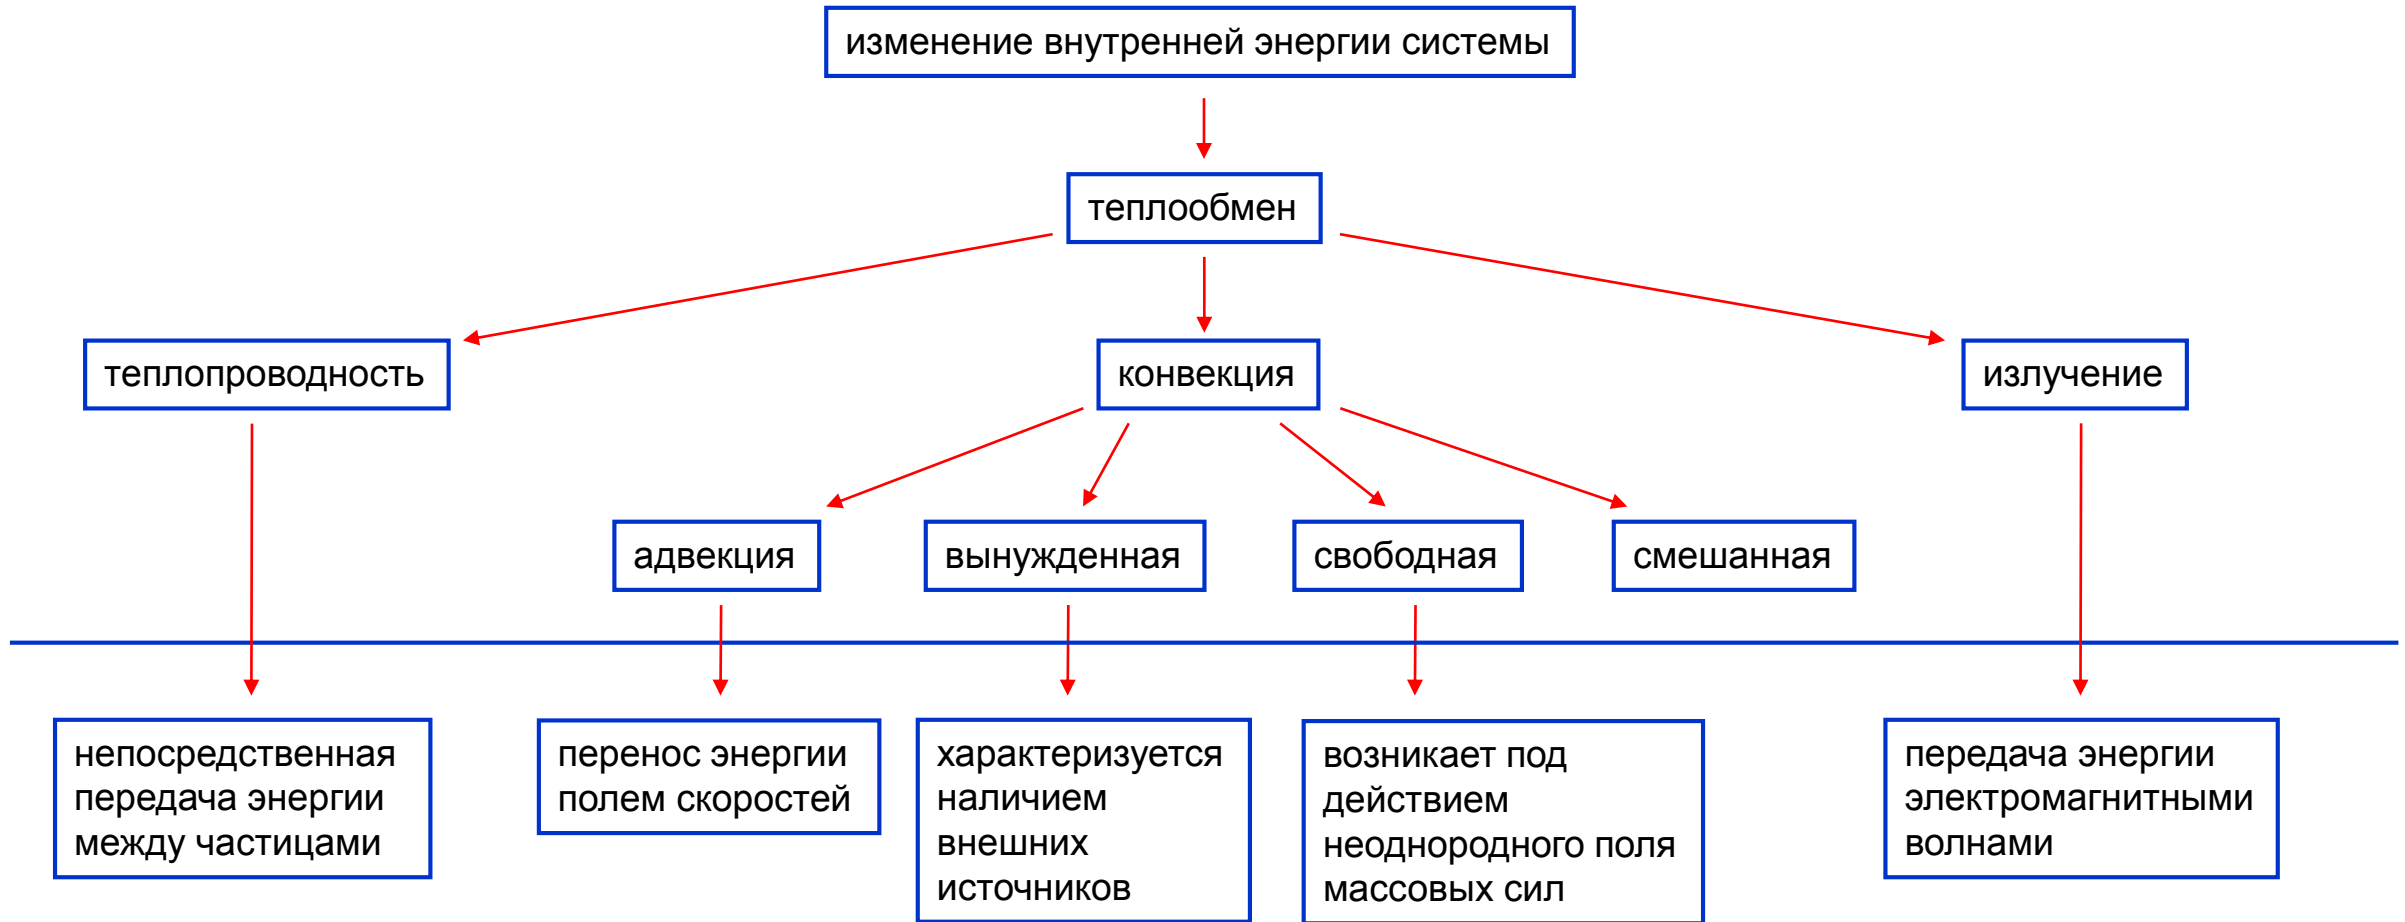 изменение внутренней энергии системы
теплообмен
теплопроводность
конвекция
излучение
адвекция
вынужденная
свободная
смешанная
непосредственная
передача энергии
между частицами
перенос энергии
полем скоростей
характеризуется
наличием
внешних
источников
возникает под
действием
неоднородного поля
массовых сил
передача энергии
электромагнитными
волнами